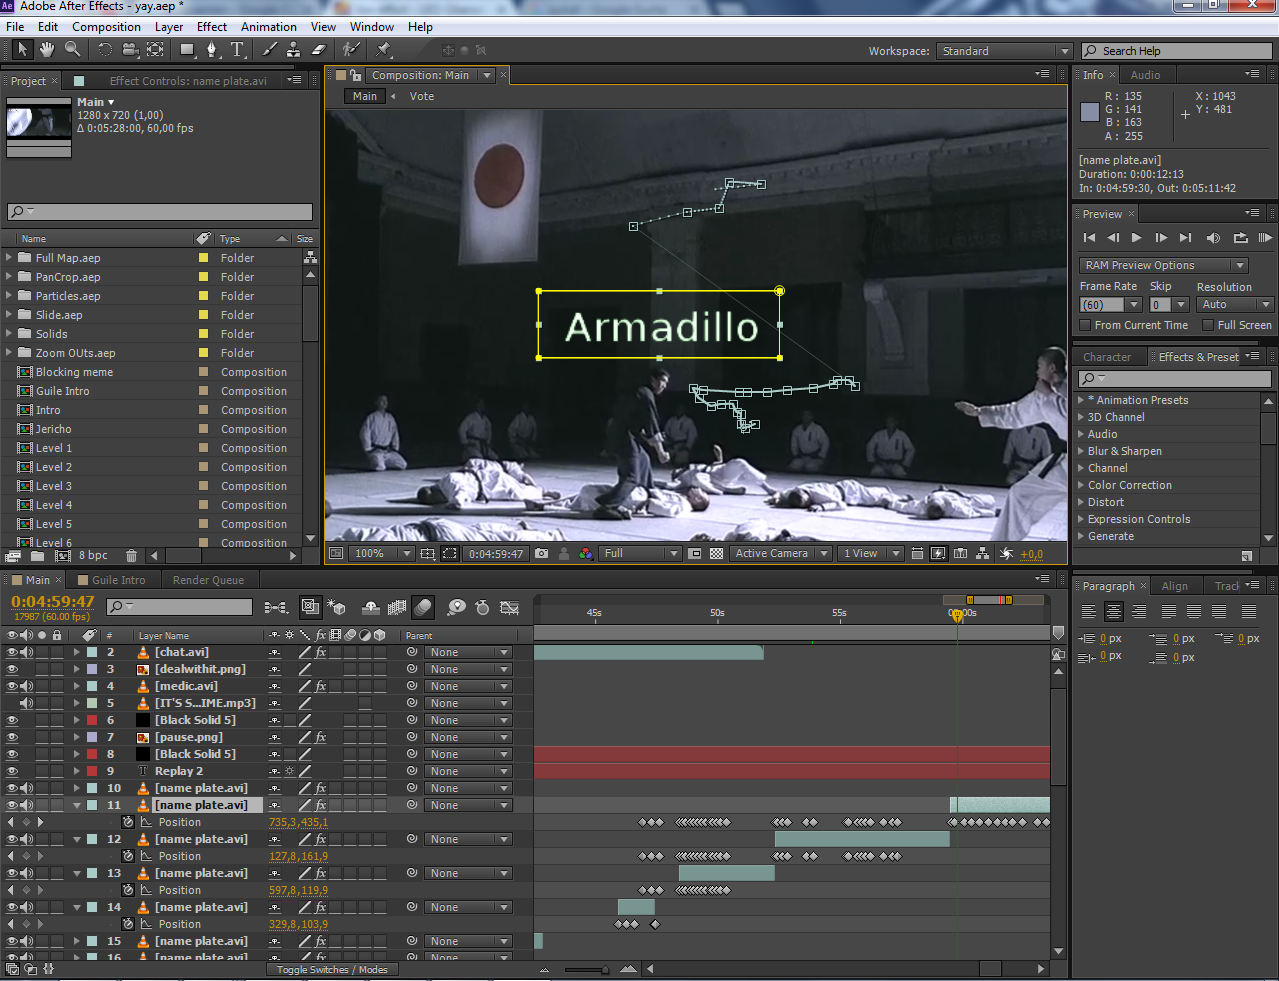 Ae Adobe After Effects - yay.aep *
File Edit Composition Layer Effect Animation View Window Help
Workspace: Standard Search Help
Project × Effect Controls: name plate.avi
Main ▾
1280 x 720 (1,00)
Δ 0:05:28:00, 60,00 fps
Name Type Size
Full Map.aep Folder
PanCrop.aep Folder
Particles.aep Folder
Slide.aep Folder
Solids Folder
Zoom OUts.aep Folder
Blocking meme Composition
Guile Intro Composition
Intro Composition
Jericho Composition
Level 1 Composition
Level 2 Composition
Level 3 Composition
Level 4 Composition
Level 5 Composition
Level 6 Composition
8 bpc
Composition: Main
Main Vote
Armadillo
100% 0:04:59:47 Full Active Camera 1 View +0,0
Info × Audio
R : 135
G : 141
B : 163
A : 255
X : 1043
Y : 481
[name plate.avi]
Duration: 0:00:12:13
In: 0:04:59:30, Out: 0:05:11:42
Preview ×
RAM Preview Options
Frame Rate Skip Resolution
(60) 0 Auto
From Current Time Full Screen
Character Effects & Preset
* Animation Presets
3D Channel
Audio
Blur & Sharpen
Channel
Color Correction
Distort
Expression Controls
Generate
Main × Guile Intro Render Queue
0:04:59:47
17987 (60.00 fps)
45s 50s 55s 00:00s
# Layer Name fx Parent
2 [chat.avi] fx None
3 [dealwithit.png] None
4 [medic.avi] fx None
5 [IT'S S...IME.mp3] None
6 [Black Solid 5] None
7 [pause.png] fx None
8 [Black Solid 5] None
9 T Replay 2 None
10 [name plate.avi] fx None
11 [name plate.avi] fx None
Position 735,3,435,1
12 [name plate.avi] fx None
Position 127,8,161,9
13 [name plate.avi] fx None
Position 597,8,119,9
14 [name plate.avi] fx None
Position 329,8,103,9
15 [name plate.avi] fx None
16 [name plate.avi] fx None
Toggle Switches / Modes
Paragraph × Align Track
0 px 0 px 0 px
0 px 0 px